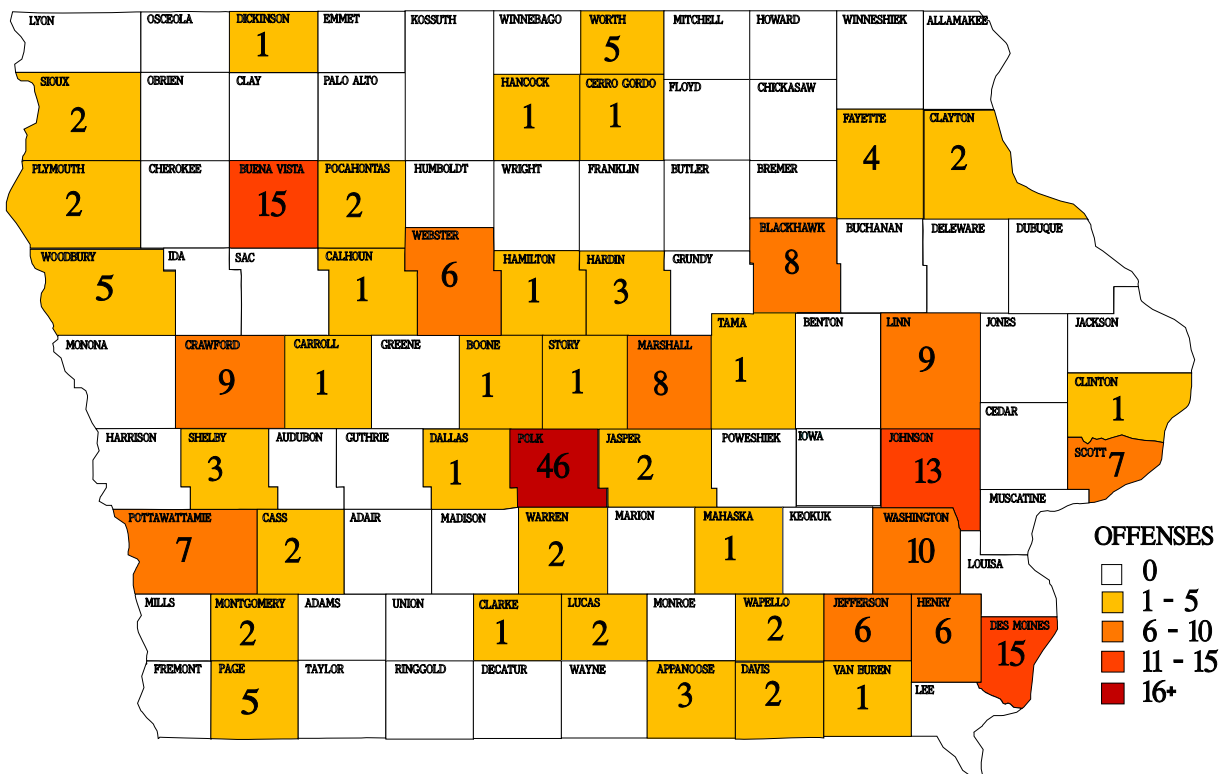 LYON
OSCEOLA
DICKINSON
1
EMMET
KOSSUTH
WINNEBAGO
WORTH
5
MITCHELL
HOWARD
WINNESHIEK
ALLAMAKEE
SIOUX
2
OBRIEN
CLAY
PALO ALTO
HANCOCK
1
CERRO GORDO
1
FLOYD
CHICKASAW
FAYETTE
4
CLAYTON
2
PLYMOUTH
2
CHEROKEE
BUENA VISTA
15
POCAHONTAS
2
HUMBOLDT
WRIGHT
FRANKLIN
BUTLER
BREMER
WEBSTER
6
BLACKHAWK
8
BUCHANAN
DELEWARE
DUBUQUE
WOODBURY
5
IDA
SAC
CALHOUN
1
HAMILTON
1
HARDIN
3
GRUNDY
TAMA
1
BENTON
LINN
9
JONES
JACKSON
MONONA
CRAWFORD
9
CARROLL
1
GREENE
BOONE
1
STORY
1
MARSHALL
8
CLINTON
1
CEDAR
HARRISON
SHELBY
3
AUDUBON
GUTHRIE
DALLAS
1
POLK
46
JASPER
2
POWESHIEK
IOWA
JOHNSON
13
SCOTT
7
MUSCATINE
POTTAWATTAMIE
7
CASS
2
ADAIR
MADISON
WARREN
2
MARION
MAHASKA
1
KEOKUK
WASHINGTON
10
LOUISA
MILLS
MONTGOMERY
2
ADAMS
UNION
CLARKE
1
LUCAS
2
MONROE
WAPELLO
2
JEFFERSON
6
HENRY
6
DES MOINES
15
FREMONT
PAGE
5
TAYLOR
RINGGOLD
DECATUR
WAYNE
APPANOOSE
3
DAVIS
2
VAN BUREN
1
LEE
OFFENSES
0
1 - 5
6 - 10
11 - 15
16+